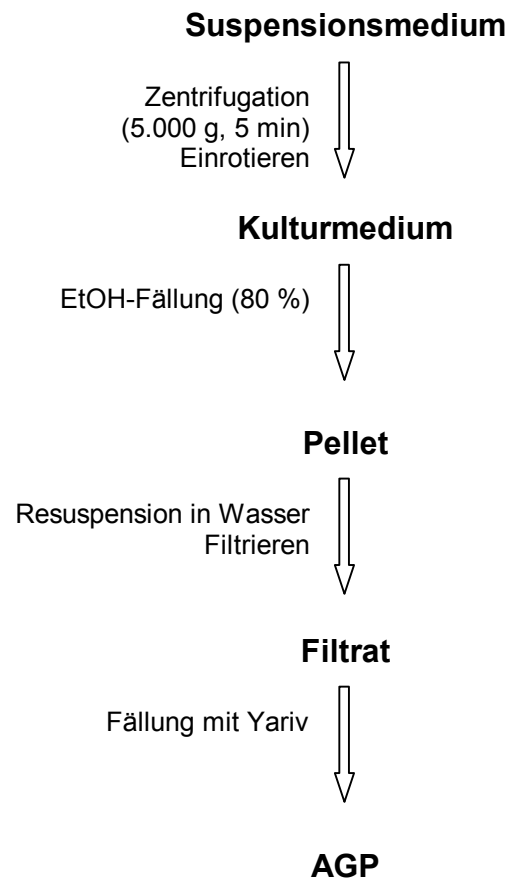 Suspensionsmedium
Zentrifugation
(5.000 g, 5 min)
Einrotieren
Kulturmedium
EtOH-Fällung (80 %)
Pellet
Resuspension in Wasser
Filtrieren
Filtrat
Fällung mit Yariv
AGP